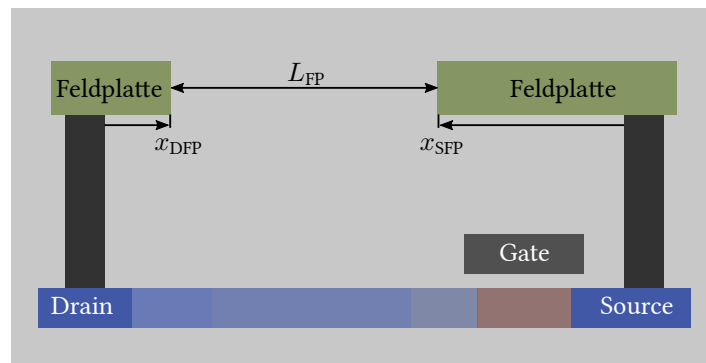 Feldplatte
L_FP
Feldplatte
x_DFP
x_SFP
Gate
Drain
Source